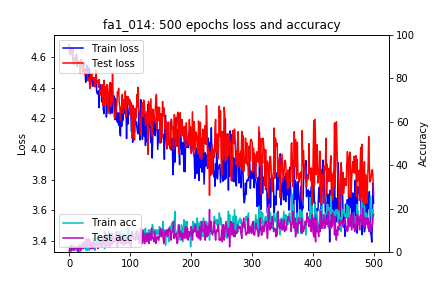 fa1_014: 500 epochs loss and accuracy
Train loss
Test loss
Train acc
Test acc
Loss
4.6
4.4
4.2
4.0
3.8
3.6
3.4
Accuracy
100
80
60
40
20
0
0
100
200
300
400
500